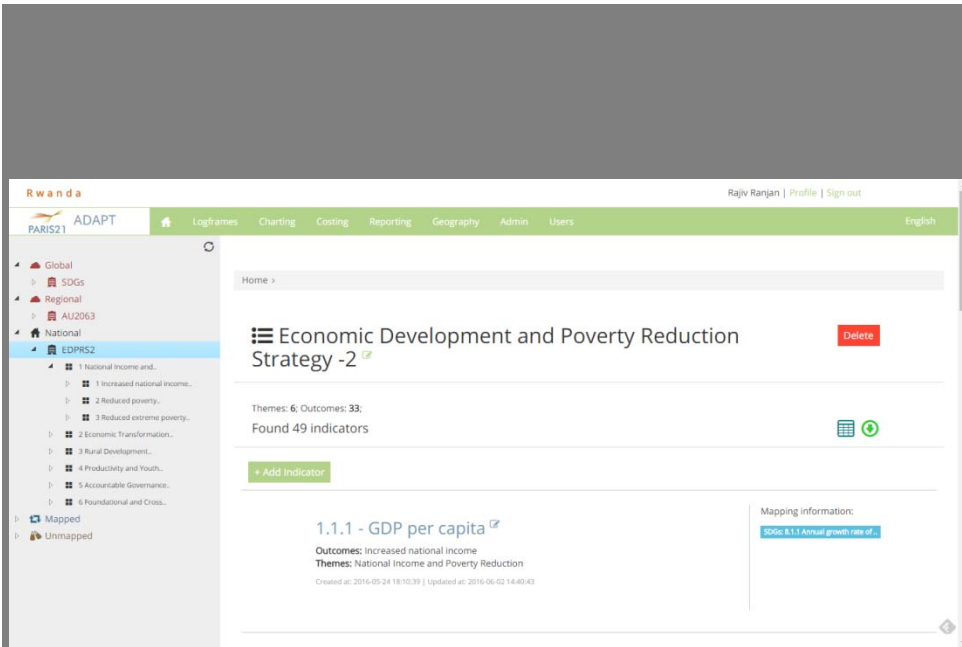 Rwanda
Rajiv Ranjan | Profile | Sign out
PARIS21 ADAPT
Logframes Charting Costing Reporting Geography Admin Users English
Global
SDGs
Regional
AU2063
National
EDPRS2
1 National Income and..
1 Increased national income..
2 Reduced poverty..
3 Reduced extreme poverty..
2 Economic Transformation..
3 Rural Development..
4 Productivity and Youth..
5 Accountable Governance..
6 Foundational and Cross..
Mapped
Unmapped
Home ›
Economic Development and Poverty Reduction
Strategy -2
Delete
Themes: 6; Outcomes: 33;
Found 49 indicators
+ Add Indicator
1.1.1 - GDP per capita
Outcomes: Increased national income
Themes: National Income and Poverty Reduction
Created at: 2016-05-24 18:10:39 | Updated at: 2016-06-02 14:40:43
Mapping information:
SDGs: 8.1.1 Annual growth rate of ..